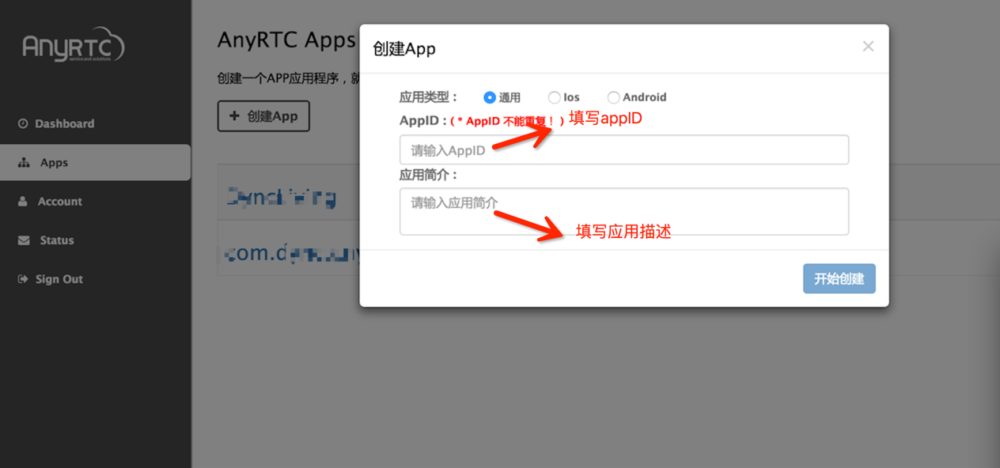 AnyRTC
service and solutions
Dashboard
Apps
Account
Status
Sign Out
AnyRTC Apps
创建一个APP应用程序，就
+ 创建App
创建App
×
应用类型： 通用 Ios Android
AppID : ( * AppID 不能重复！ ) 填写appID
请输入AppID
应用简介：
请输入应用简介
填写应用描述
开始创建